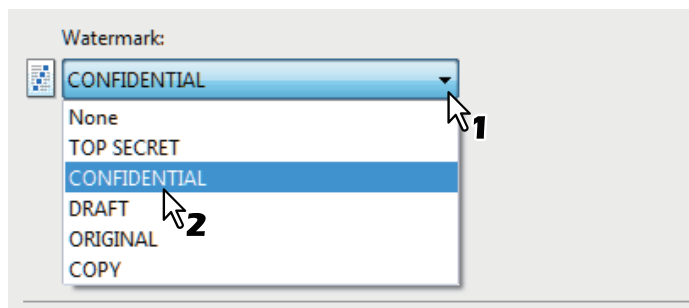 Watermark:
CONFIDENTIAL
1
None
TOP SECRET
CONFIDENTIAL
DRAFT
2
ORIGINAL
COPY